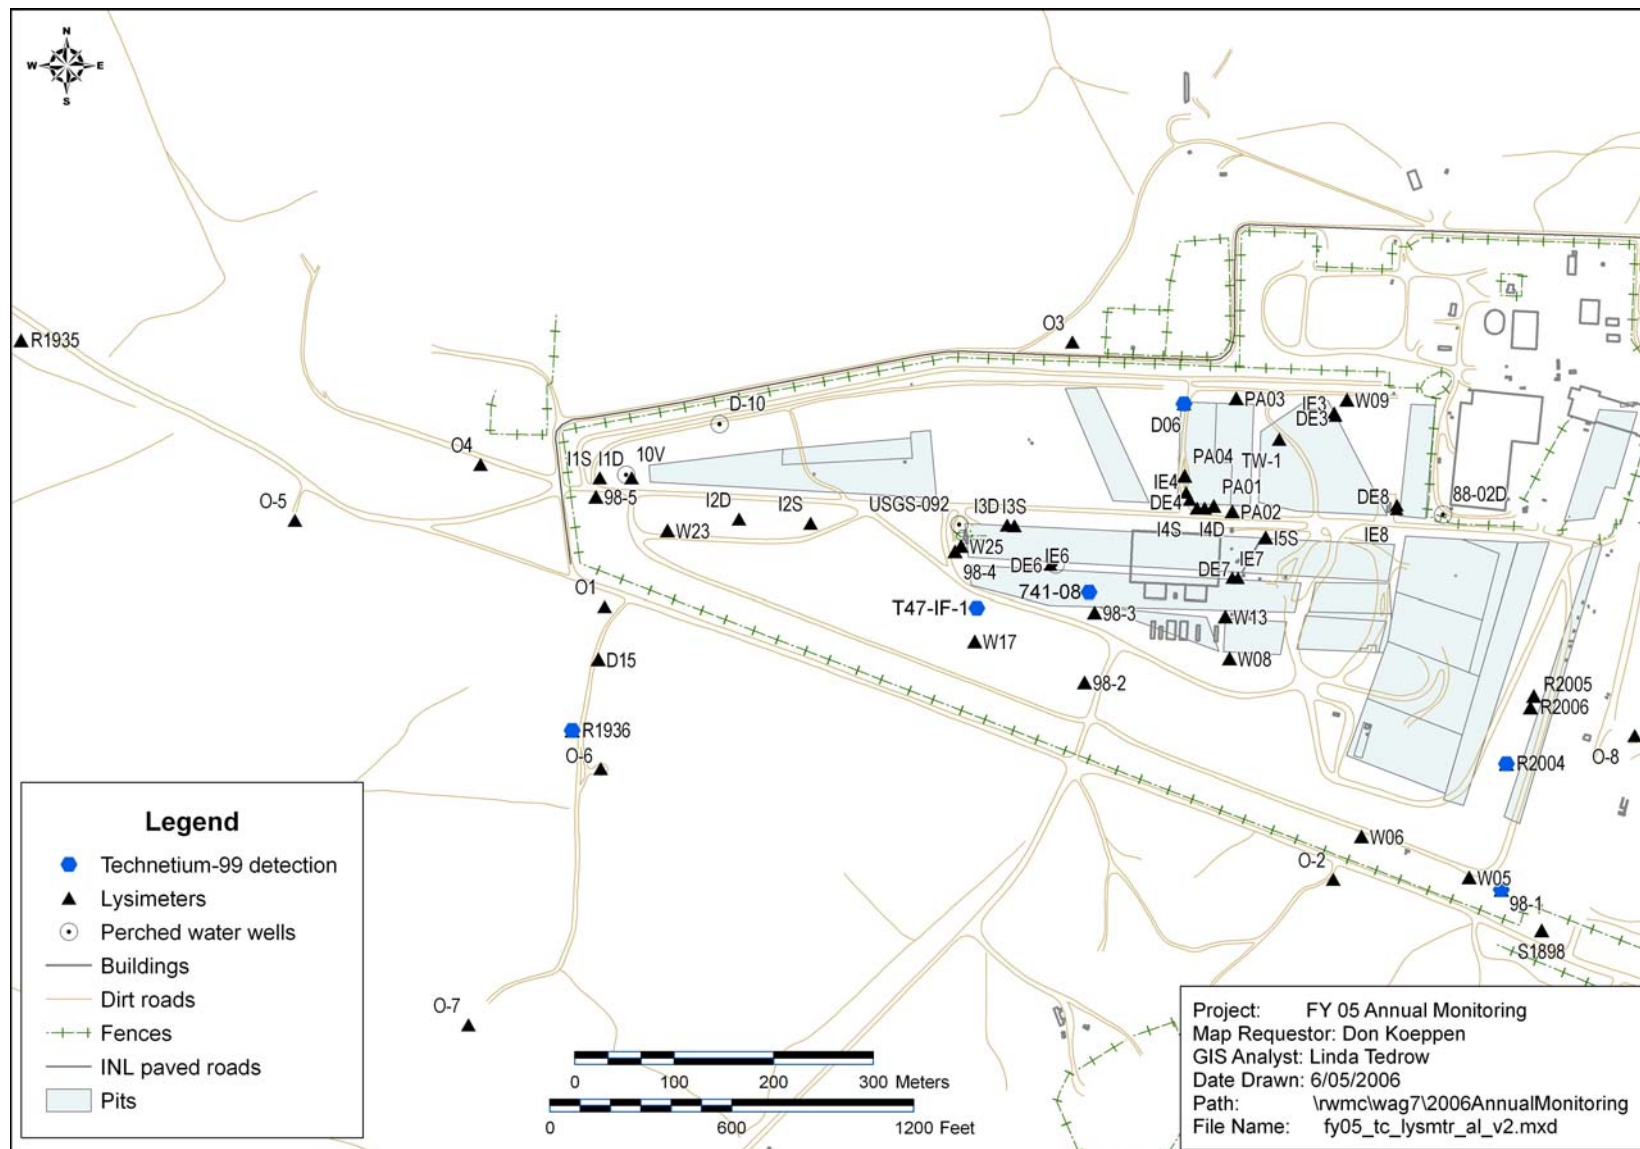 N
W E
S
O3
R1935
D-10
PA03
IE3
W09
DE3
D06
O4
I1S I1D 10V
PA04
TW-1
IE4
98-5
O-5
I2D
I2S
USGS-092
I3D I3S
DE4
PA01
PA02
DE8
88-02D
W23
I4S
I4D
I5S
IE8
W25
98-4
DE6
IE6
DE7
IE7
O1
T47-IF-1
741-08
98-3
W13
W17
W08
D15
98-2
R2005
R2006
R1936
O-6
R2004
O-8
W06
O-2
W05
98-1
S1898
O-7
Legend
Technetium-99 detection
Lysimeters
Perched water wells
Buildings
Dirt roads
Fences
INL paved roads
Pits
0 100 200 300 Meters
0 600 1200 Feet
Project: FY 05 Annual Monitoring
Map Requestor: Don Koeppen
GIS Analyst: Linda Tedrow
Date Drawn: 6/05/2006
Path: \rwmc\wag7\2006AnnualMonitoring
File Name: fy05_tc_lysmtr_al_v2.mxd